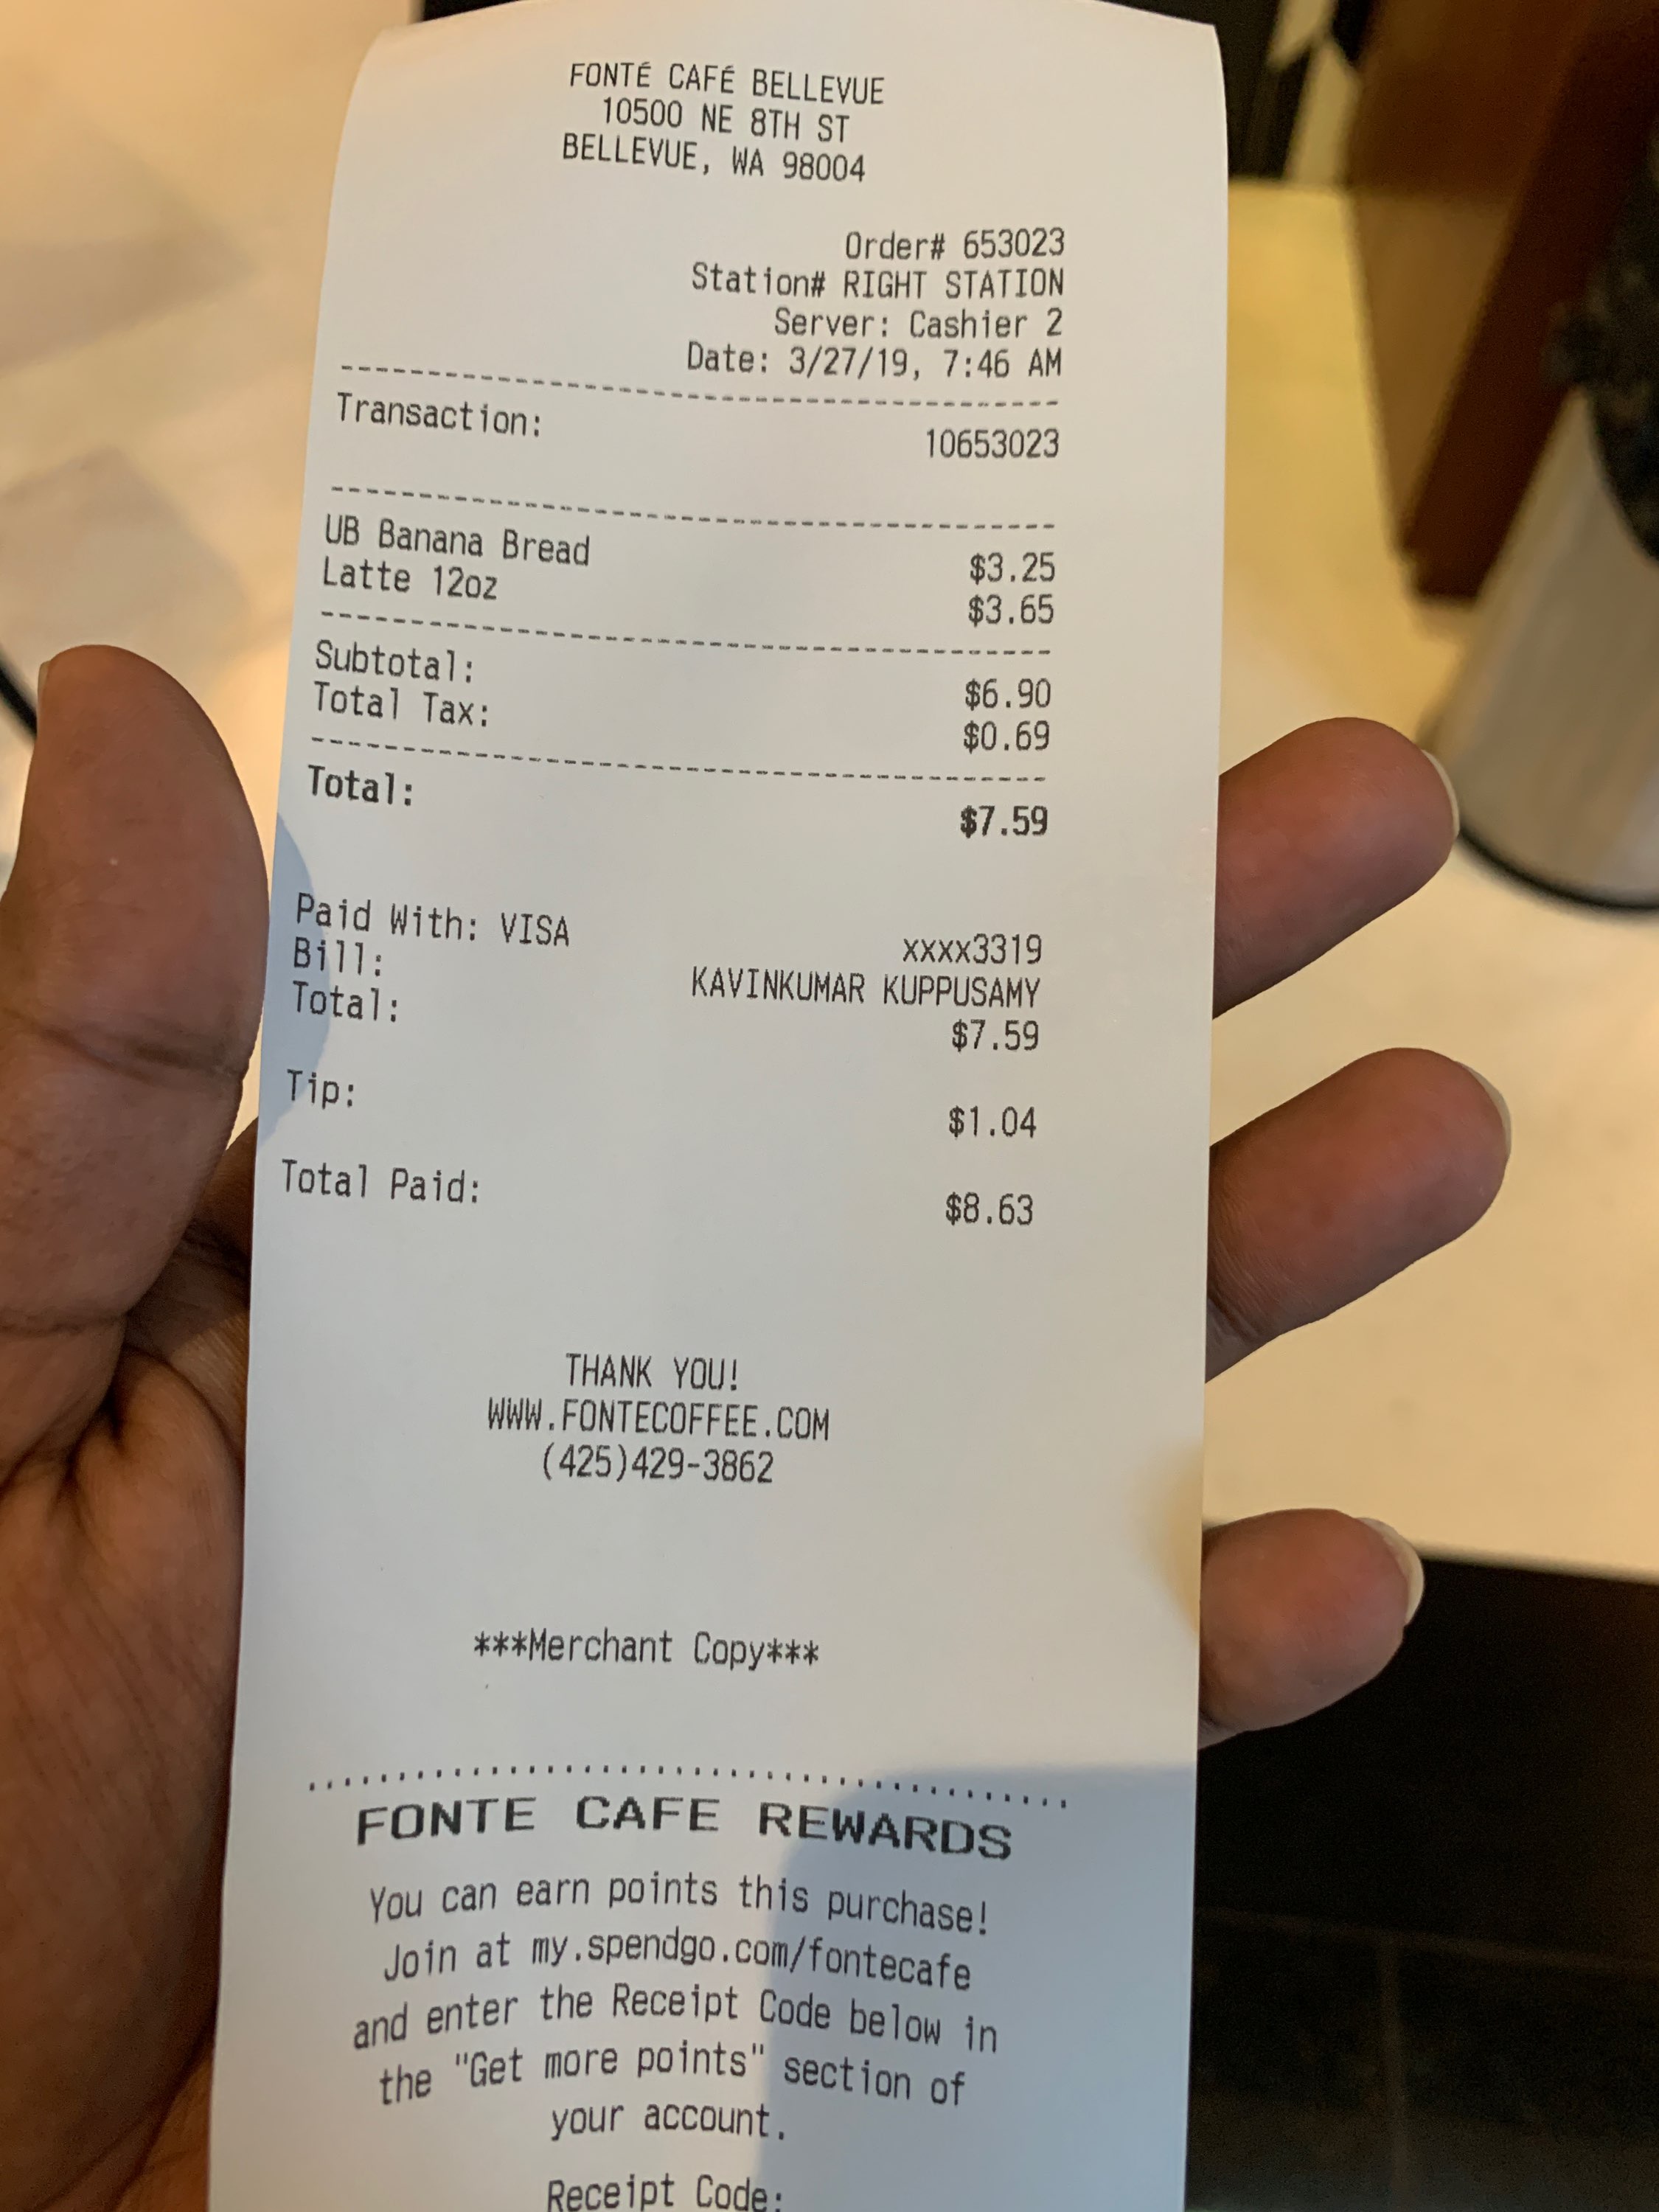 FONTÉ CAFÉ BELLEVUE
10500 NE 8TH ST
BELLEVUE, WA 98004
Order# 653023
Station# RIGHT STATION
Server: Cashier 2
Date: 3/27/19, 7:46 AM
Transaction: 10653023
UB Banana Bread $3.25
Latte 12oz $3.65
Subtotal: $6.90
Total Tax: $0.69
Total: $7.59
Paid With: VISA xxxx3319
Bill: KAVINKUMAR KUPPUSAMY
Total: $7.59
Tip: $1.04
Total Paid: $8.63
THANK YOU!
WWW.FONTECOFFEE.COM
(425)429-3862
***Merchant Copy***
FONTE CAFE REWARDS
You can earn points this purchase!
Join at my.spendgo.com/fontecafe
and enter the Receipt Code below in
the "Get more points" section of
your account.
Receipt Code: